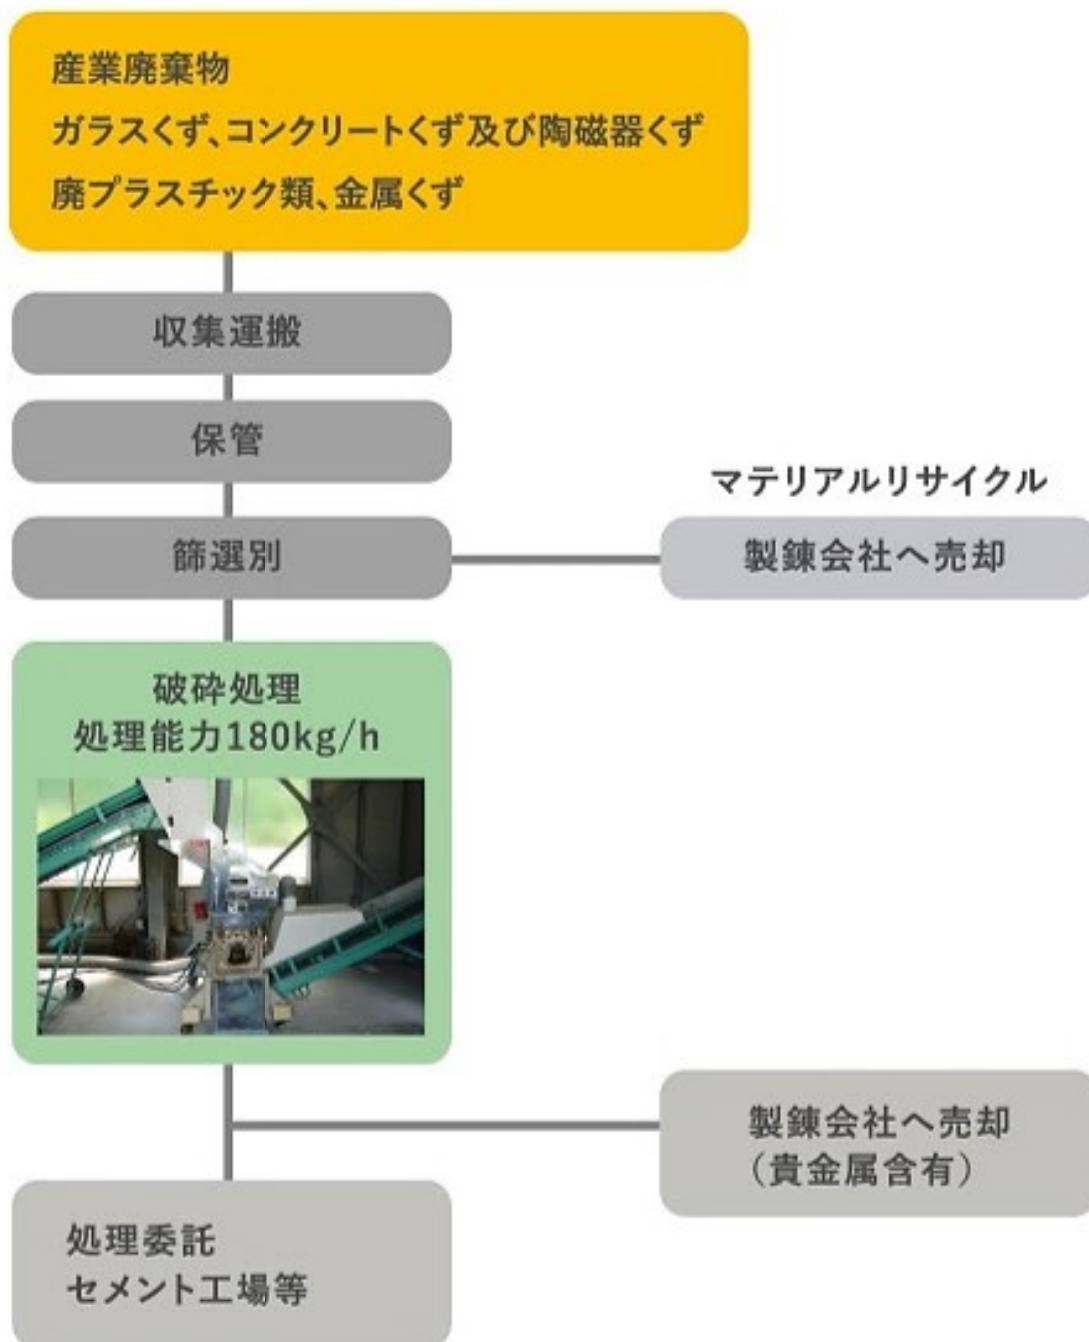 産業廃棄物
ガラスくず、コンクリートくず及び陶磁器くず
廃プラスチック類、金属くず
収集運搬
保管
マテリアルリサイクル
篩選別
製錬会社へ売却
破砕処理
処理能力180kg/h
製錬会社へ売却
（貴金属含有）
処理委託
セメント工場等